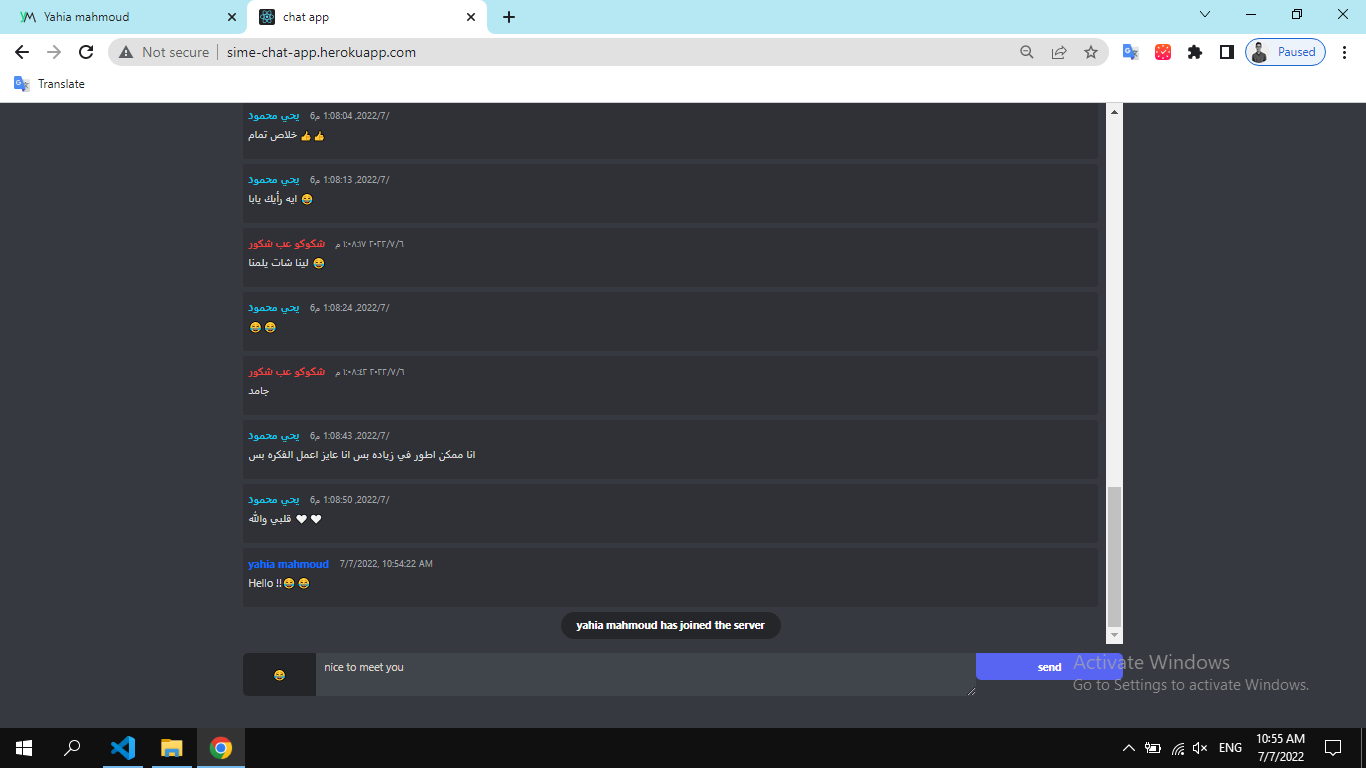 Yahia mahmoud
chat app
Not secure
sime-chat-app.herokuapp.com
Paused
Translate
يحي محمود 6/7/2022, 1:08:04 م
خلاص تمام 👍👍
يحي محمود 6/7/2022, 1:08:13 م
ايه رأيك يابا 😂
شكوكو عب شكور ٦/٧/٢٠٢٢ ١:٠٨:١٧ م
لينا شات يلمنا 😂
يحي محمود 6/7/2022, 1:08:24 م
😂😂
شكوكو عب شكور ٦/٧/٢٠٢٢ ١:٠٨:٤٢ م
جامد
يحي محمود 6/7/2022, 1:08:43 م
انا ممكن اطور في زياده بس انا عايز اعمل الفكره بس
يحي محمود 6/7/2022, 1:08:50 م
قلبي والله 🤍🤍
yahia mahmoud 7/7/2022, 10:54:22 AM
Hello !!😂😂
yahia mahmoud has joined the server
😂
nice to meet you
send
Activate Windows
Go to Settings to activate Windows.
ENG
10:55 AM
7/7/2022